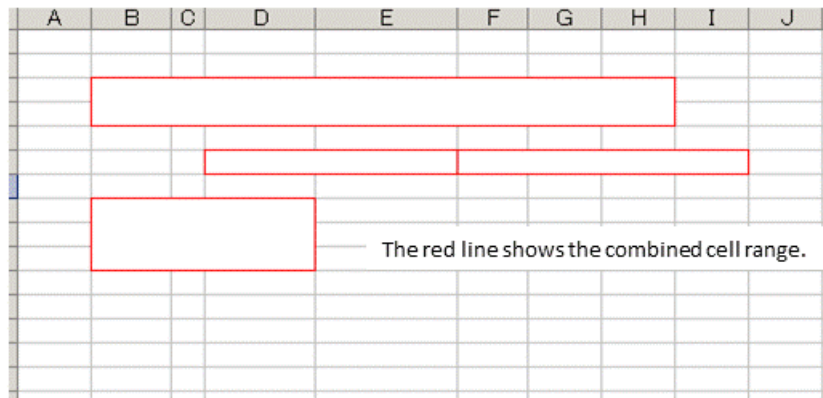 A B C D E F G H I J
The red line shows the combined cell range.